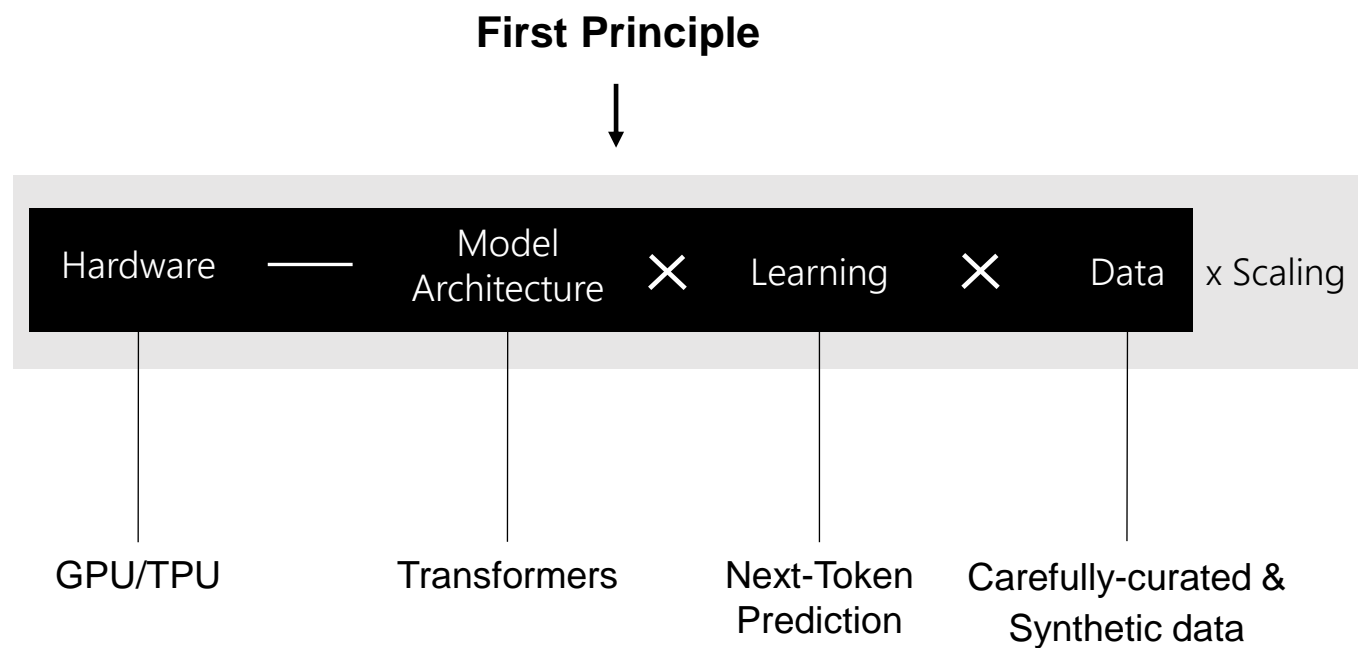 First Principle
Hardware — Model Architecture × Learning × Data x Scaling
GPU/TPU
Transformers
Next-Token
Prediction
Carefully-curated &
Synthetic data